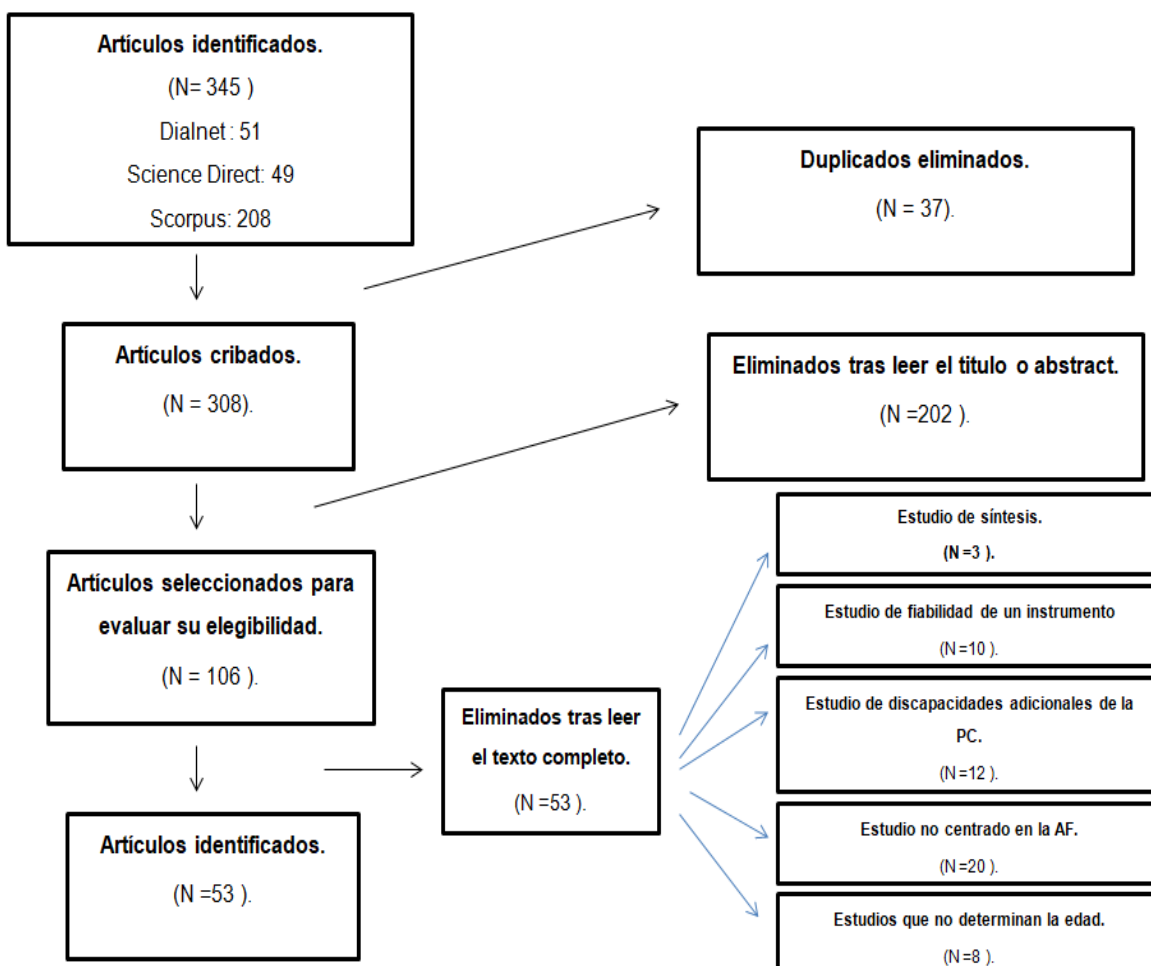 Artículos identificados.
(N= 345 )
Dialnet : 51
Science Direct: 49
Scorpus: 208
Duplicados eliminados.
(N = 37).
Artículos cribados.
(N = 308).
Eliminados tras leer el titulo o abstract.
(N =202 ).
Artículos seleccionados para
evaluar su elegibilidad.
(N = 106 ).
Eliminados tras leer
el texto completo.
(N =53 ).
Estudio de síntesis.
(N =3 ).
Estudio de fiabilidad de un instrumento
(N =10 ).
Estudio de discapacidades adicionales de la
PC.
(N =12 ).
Estudio no centrado en la AF.
(N =20 ).
Estudios que no determinan la edad.
(N =8 ).
Artículos identificados.
(N =53 ).